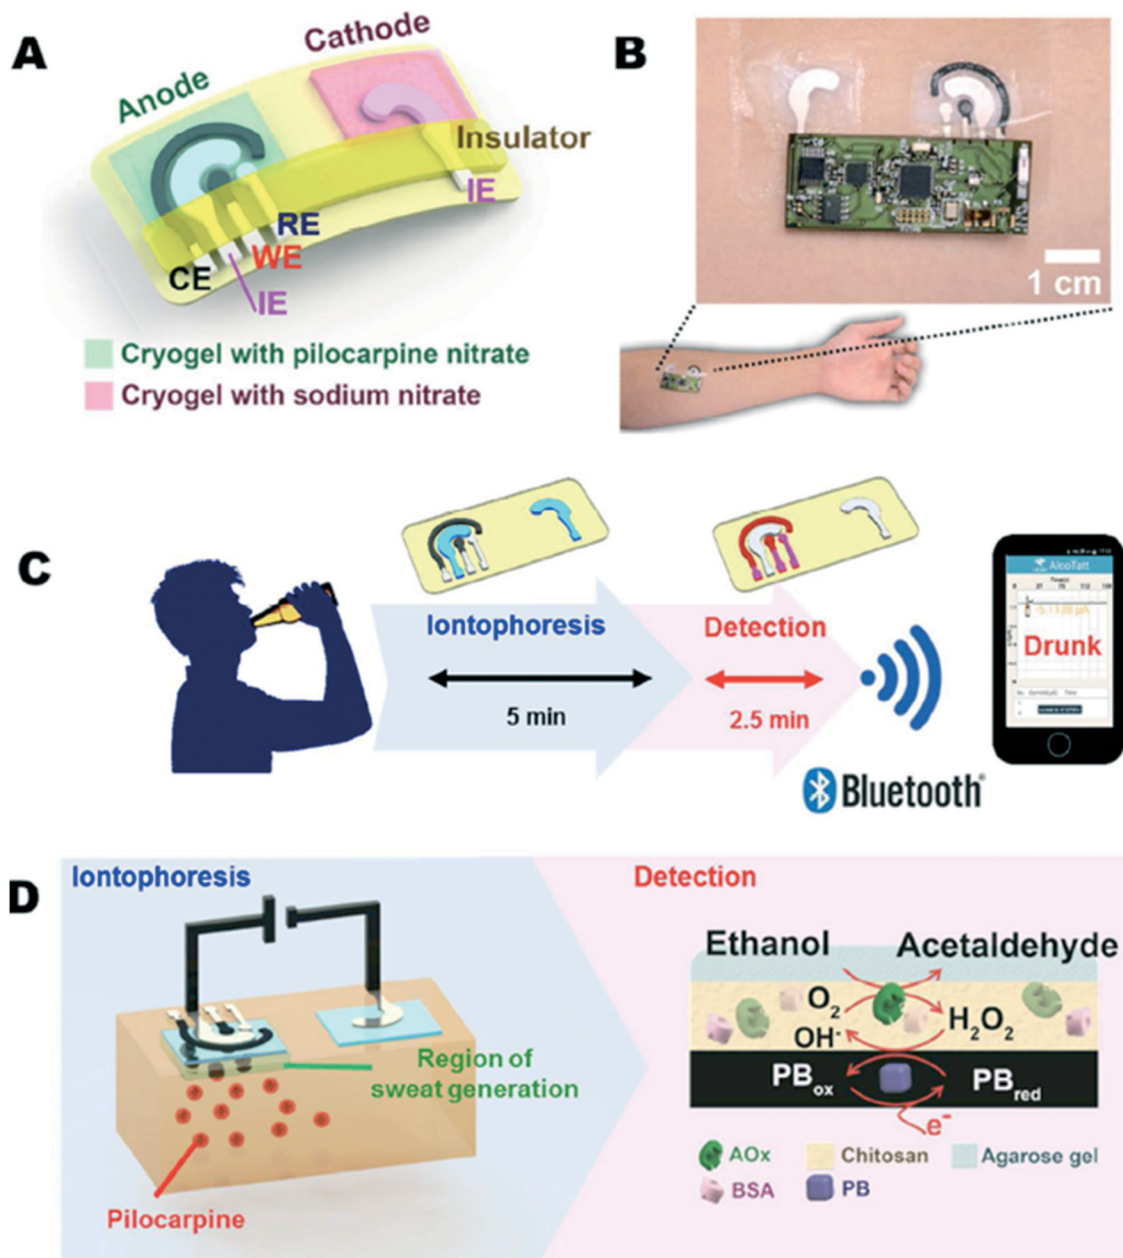 A
Anode
Cathode
Insulator
IE
RE
WE
CE
IE
Cryogel with pilocarpine nitrate
Cryogel with sodium nitrate
B
1 cm
C
Iontophoresis
5 min
Detection
2.5 min
Bluetooth
AlcoTatt
Drunk
D
Iontophoresis
Region of
sweat generation
Pilocarpine
Detection
Ethanol
Acetaldehyde
O2
H2O2
OH·
PBox
PBred
e-
AOx
Chitosan
Agarose gel
BSA
PB